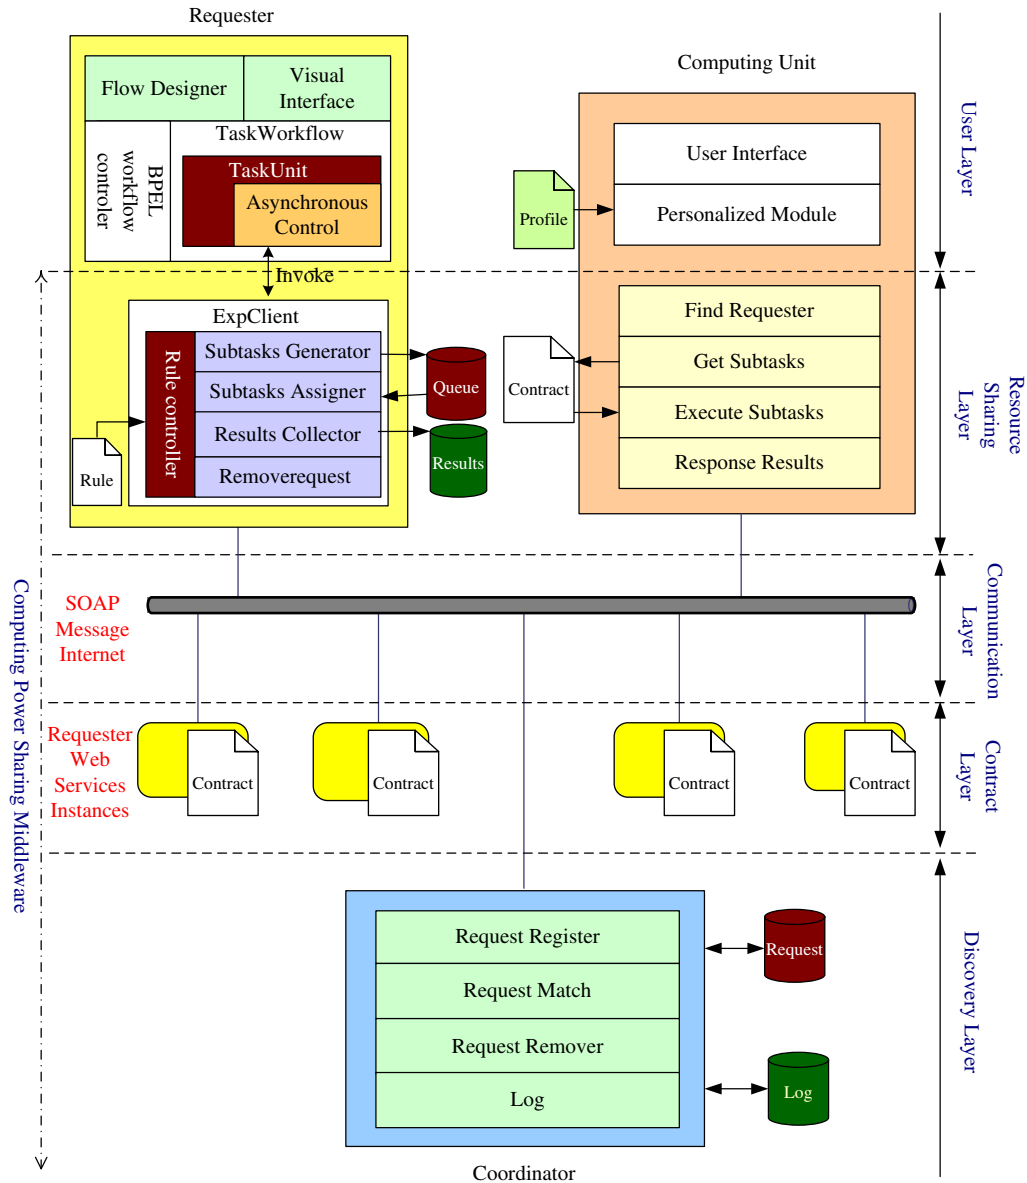 Requester
Flow Designer
Visual
Interface
TaskWorkflow
BPEL
workflow
controler
TaskUnit
Asynchronous
Control
Invoke
ExpClient
Rule controller
Subtasks Generator
Subtasks Assigner
Results Collector
Removerequest
Rule
Queue
Results
Computing Unit
User Interface
Personalized Module
Profile
Find Requester
Get Subtasks
Execute Subtasks
Response Results
Contract
User Layer
Resource
Sharing
Layer
Communication
Layer
Contract
Layer
Discovery Layer
Computing Power Sharing Middleware
SOAP
Message
Internet
Requester
Web
Services
Instances
Contract
Contract
Contract
Contract
Request Register
Request Match
Request Remover
Log
Request
Log
Coordinator